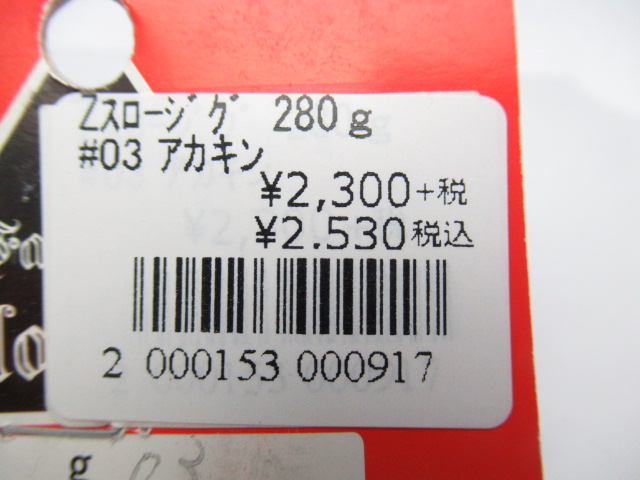 Zｽﾛｰｼﾞｸﾞ 280g
#03 アカキン
¥2,300+税
¥2.530税込
2 000153 000917
g 03